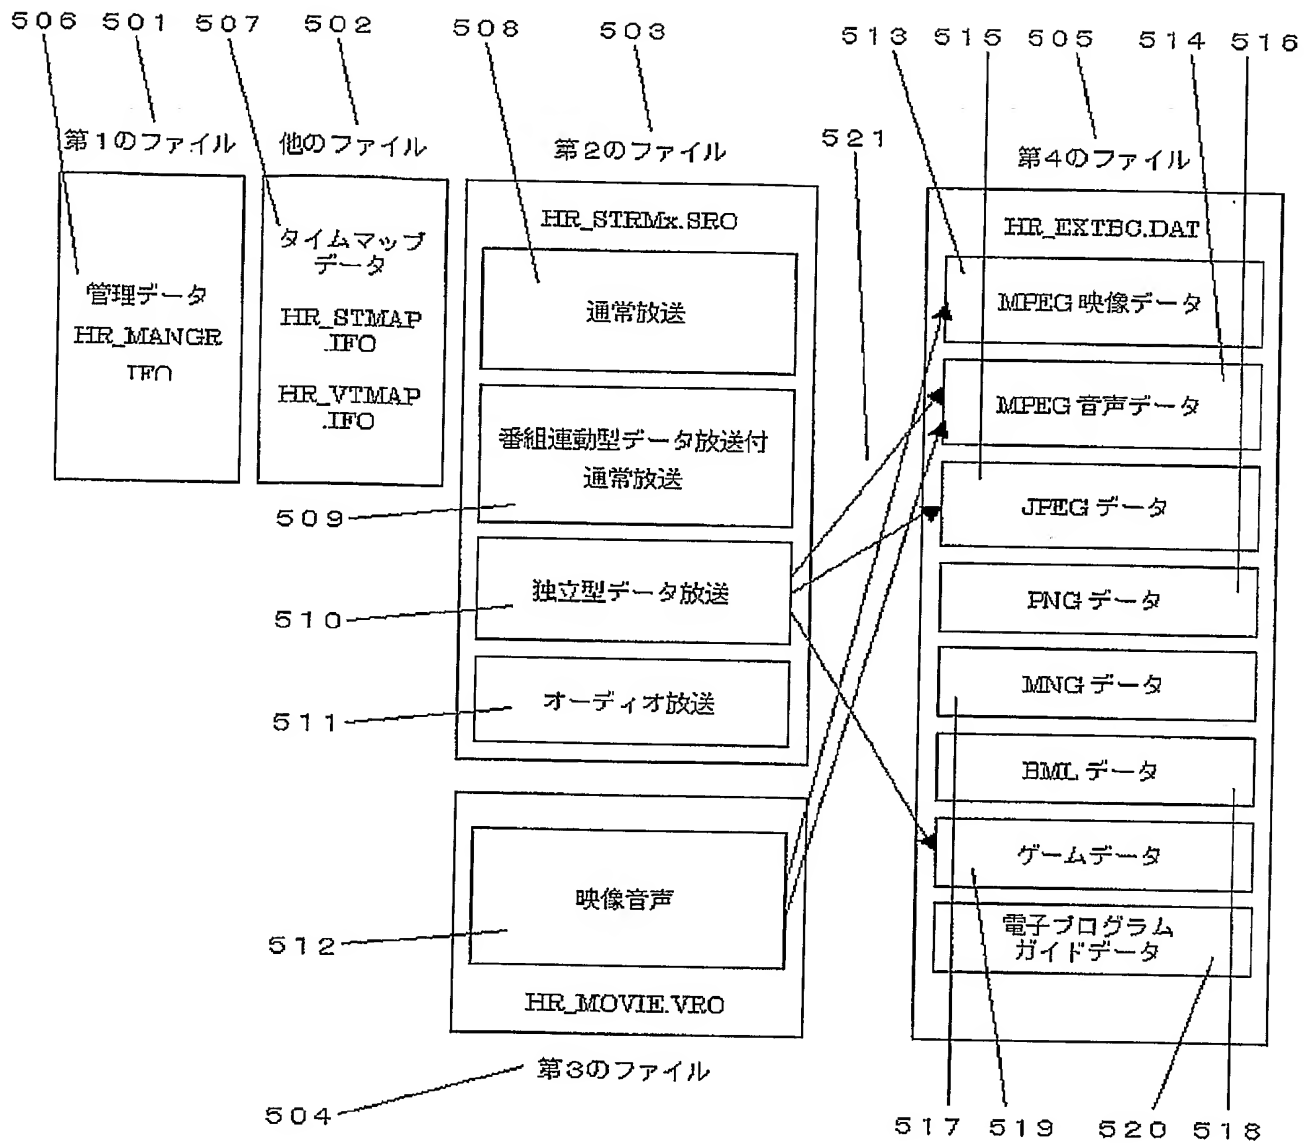 506
501
507
502
508
503
513
515
505
514
516
第1のファイル
他のファイル
第2のファイル
521
第4のファイル
管理データ
HR_MANGR
.IFO
タイムマップ
データ
HR_STMAP
.IFO
HR_VTMAP
.IFO
HR_STRMx.SRO
通常放送
番組連動型データ放送付
通常放送
509
独立型データ放送
510
オーディオ放送
511
映像音声
512
HR_MOVIE.VRO
第3のファイル
504
HR_EXTBC.DAT
MPEG 映像データ
MPEG 音声データ
JPEG データ
PNG データ
MNG データ
BML データ
ゲームデータ
電子プログラム
ガイドデータ
517
519
520
518